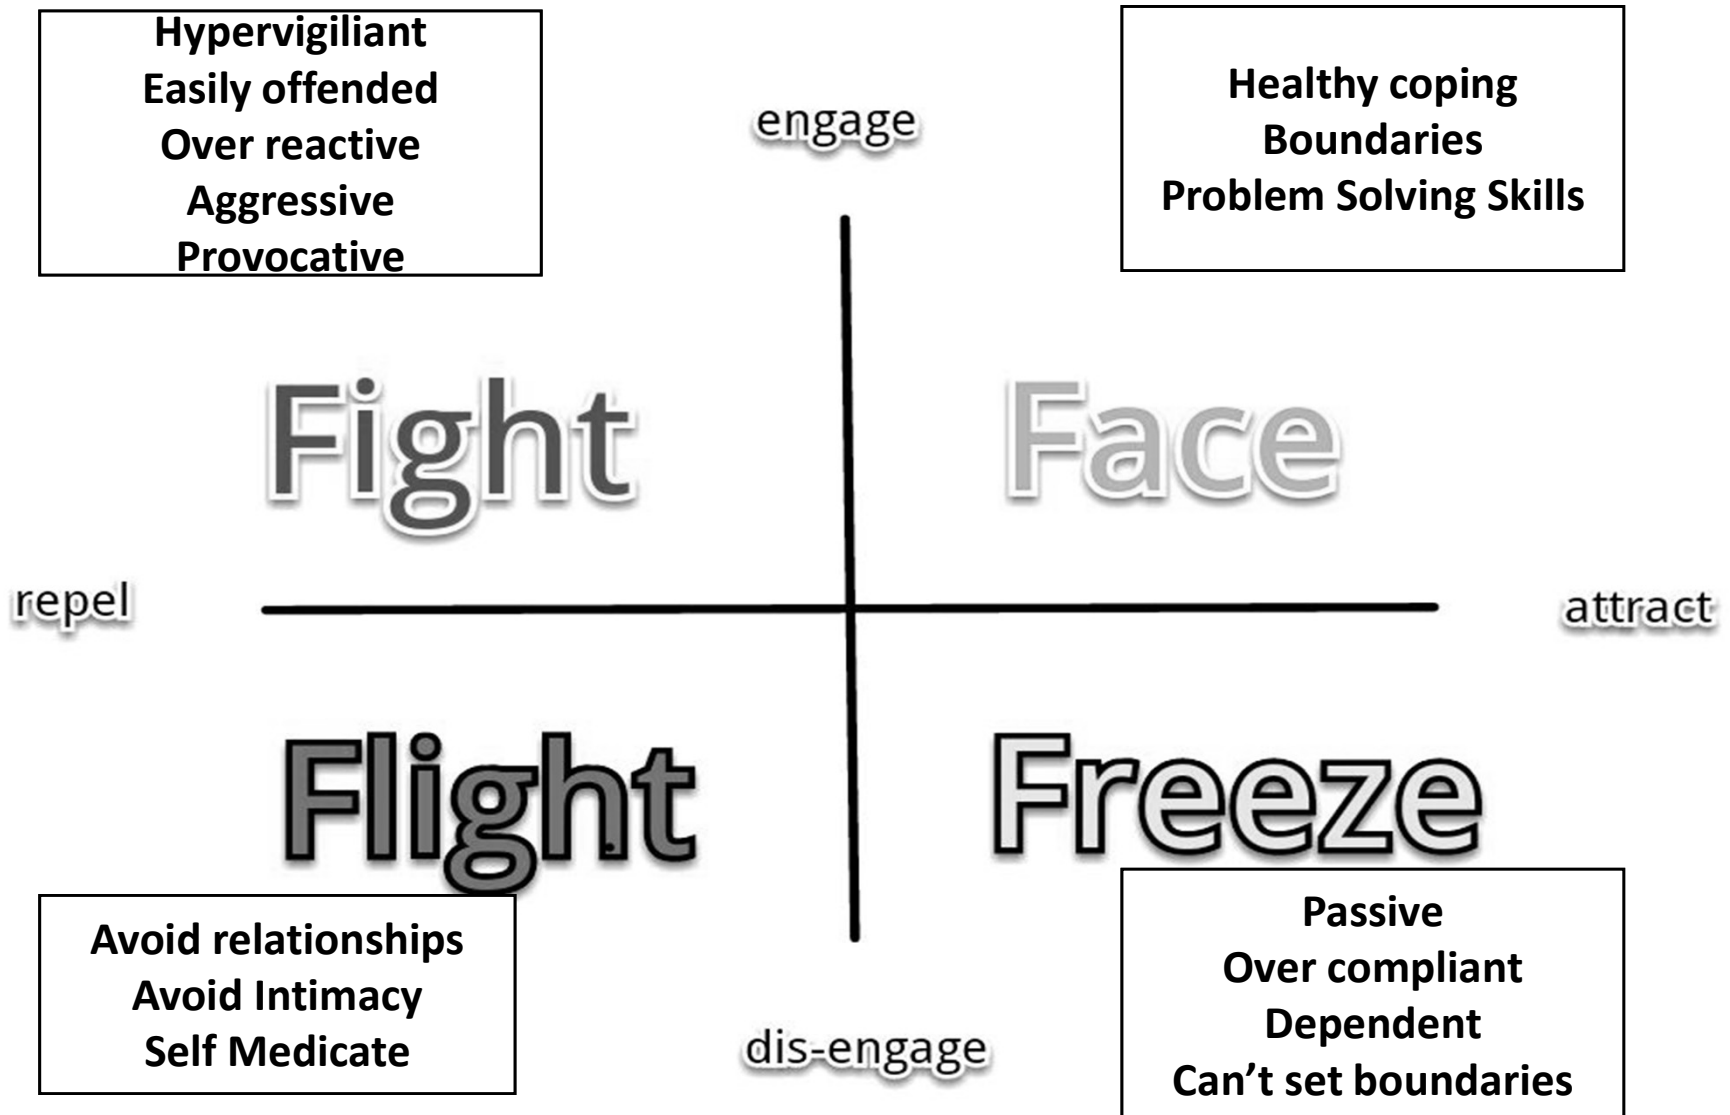 Hypervigiliant
Easily offended
Over reactive
Aggressive
Provocative
engage
Healthy coping
Boundaries
Problem Solving Skills
Fight
Face
repel
attract
Flight
Freeze
Avoid relationships
Avoid Intimacy
Self Medicate
dis-engage
Passive
Over compliant
Dependent
Can’t set boundaries